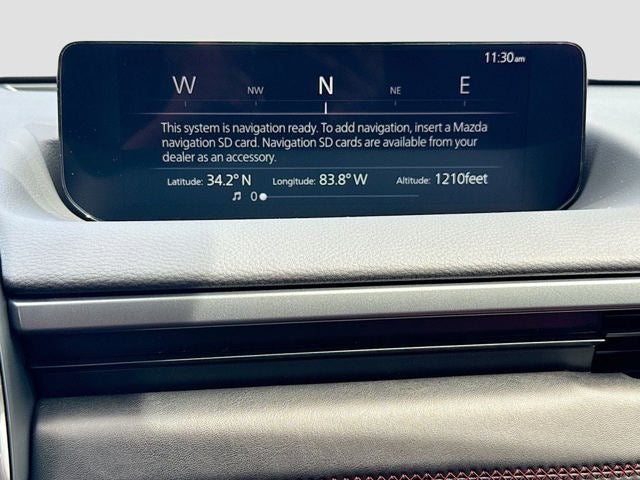 11:30am
W NW N NE E
This system is navigation ready. To add navigation, insert a Mazda
navigation SD card. Navigation SD cards are available from your
dealer as an accessory.
Latitude: 34.2° N Longitude: 83.8° W Altitude: 1210feet
0